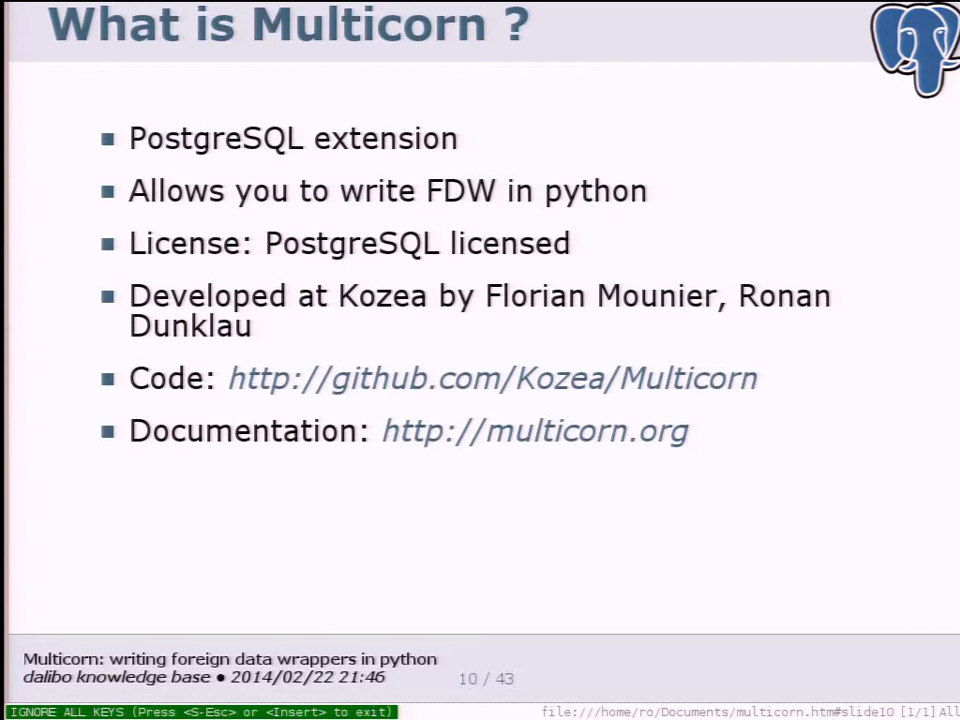 What is Multicorn ?
PostgreSQL extension
Allows you to write FDW in python
License: PostgreSQL licensed
Developed at Kozea by Florian Mounier, Ronan
Dunklau
Code: http://github.com/Kozea/Multicorn
Documentation: http://multicorn.org
Multicorn: writing foreign data wrappers in python
dalibo knowledge base • 2014/02/22 21:46
10 / 43
IGNORE ALL KEYS (Press <S-Esc> or <Insert> to exit)
file:///home/ro/Documents/multicorn.htm#slide10 [1/1] All